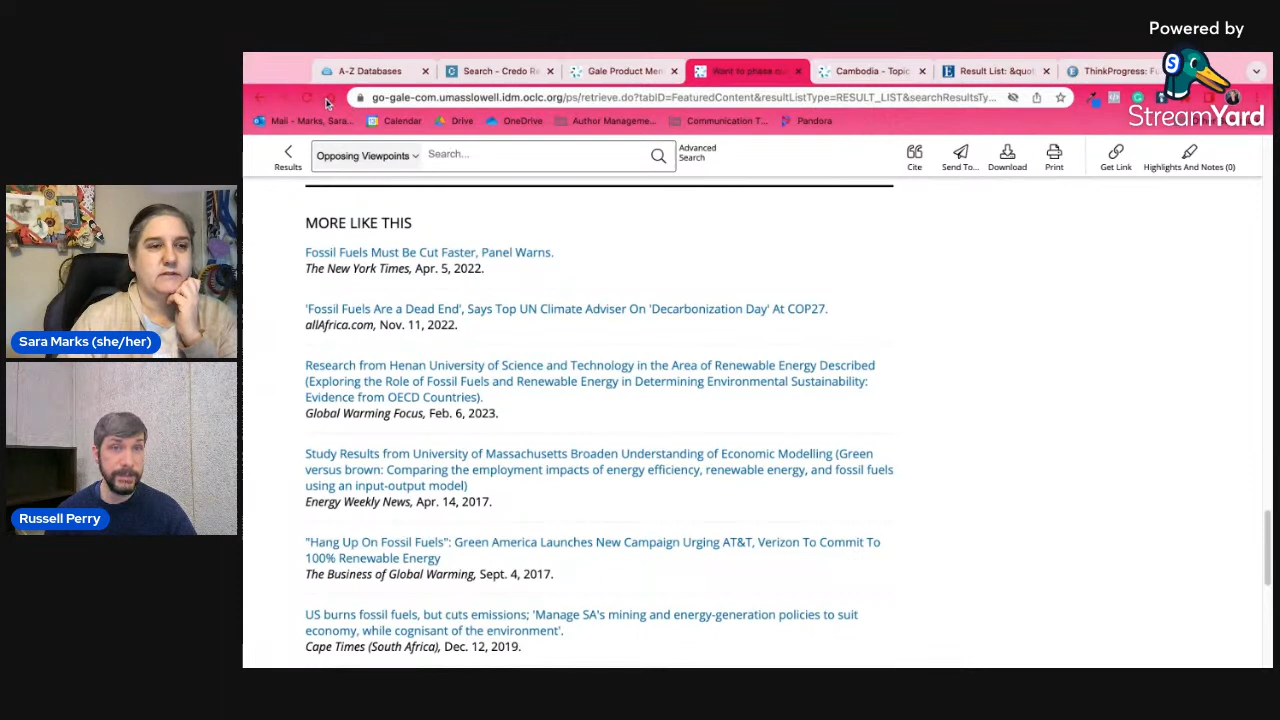 Powered by
StreamYard
A-Z Databases
Search - Credo Re
Gale Product Men
Want to phase ou
Cambodia - Topic
Result List: &quo
ThinkProgress: Fu
go-gale-com.umasslowell.idm.oclc.org/ps/retrieve.do?tabID=FeaturedContent&resultListType=RESULT_LIST&searchResultsTy...
Mail - Marks, Sara...
Calendar
Drive
OneDrive
Author Manageme...
Communication T...
Pandora
Results
Opposing Viewpoints
Search...
Advanced
Search
Cite
Send To...
Download
Print
Get Link
Highlights And Notes (0)
MORE LIKE THIS
Fossil Fuels Must Be Cut Faster, Panel Warns.
The New York Times, Apr. 5, 2022.
'Fossil Fuels Are a Dead End', Says Top UN Climate Adviser On 'Decarbonization Day' At COP27.
allAfrica.com, Nov. 11, 2022.
Research from Henan University of Science and Technology in the Area of Renewable Energy Described
(Exploring the Role of Fossil Fuels and Renewable Energy in Determining Environmental Sustainability:
Evidence from OECD Countries).
Global Warming Focus, Feb. 6, 2023.
Study Results from University of Massachusetts Broaden Understanding of Economic Modelling (Green
versus brown: Comparing the employment impacts of energy efficiency, renewable energy, and fossil fuels
using an input-output model)
Energy Weekly News, Apr. 14, 2017.
"Hang Up On Fossil Fuels": Green America Launches New Campaign Urging AT&T, Verizon To Commit To
100% Renewable Energy
The Business of Global Warming, Sept. 4, 2017.
US burns fossil fuels, but cuts emissions; 'Manage SA's mining and energy-generation policies to suit
economy, while cognisant of the environment'.
Cape Times (South Africa), Dec. 12, 2019.
Sara Marks (she/her)
Russell Perry